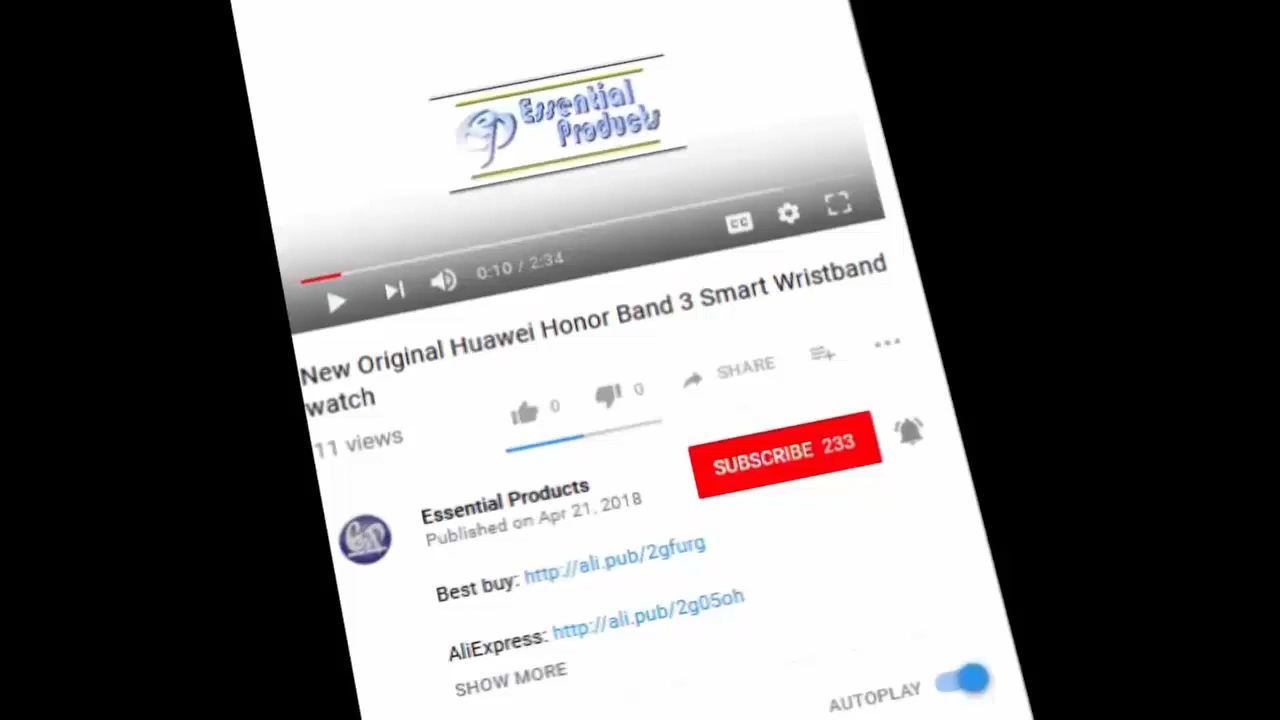 Essential
Products
CC
0:10 / 2:34
New Original Huawei Honor Band 3 Smart Wristband
watch
11 views
0
0
SHARE
SUBSCRIBE 233
Essential Products
Published on Apr 21, 2018
Best buy: http://ali.pub/2gfurg
AliExpress: http://ali.pub/2g05oh
SHOW MORE
AUTOPLAY